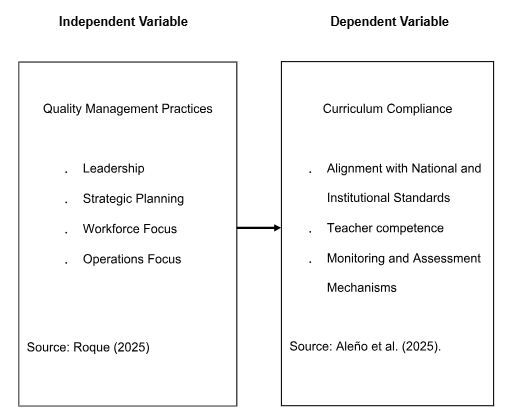 Independent Variable
Dependent Variable
Quality Management Practices
. Leadership
. Strategic Planning
. Workforce Focus
. Operations Focus
Source: Roque (2025)
Curriculum Compliance
. Alignment with National and
Institutional Standards
. Teacher competence
. Monitoring and Assessment
Mechanisms
Source: Aleño et al. (2025).